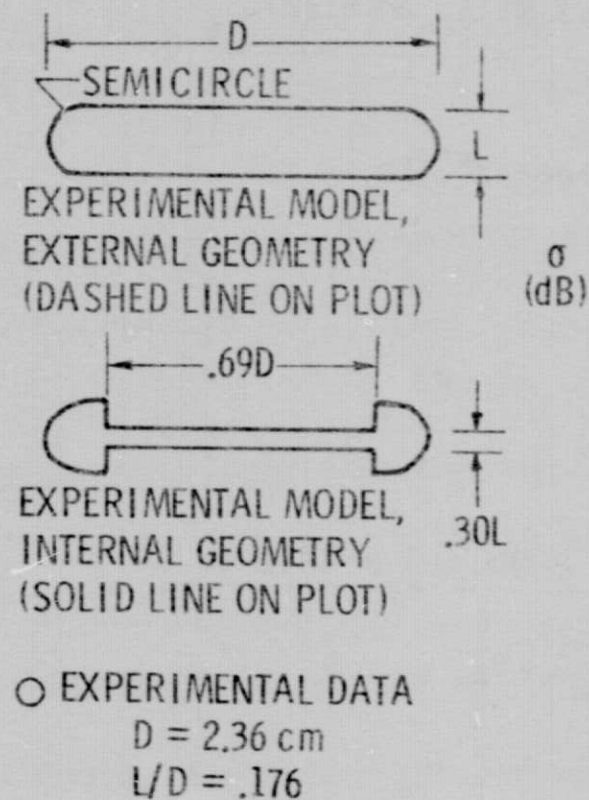 D
SEMICIRCLE
L
EXPERIMENTAL MODEL,
EXTERNAL GEOMETRY
(DASHED LINE ON PLOT)
σ
(dB)
.69D
EXPERIMENTAL MODEL,
INTERNAL GEOMETRY
(SOLID LINE ON PLOT)
.30L
EXPERIMENTAL DATA
D = 2.36 cm
L/D = .176